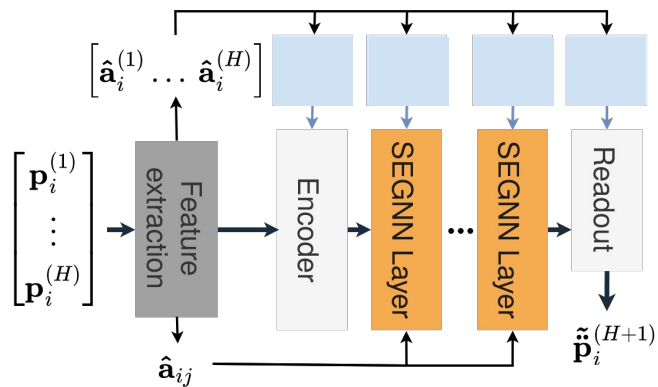 [â_i^(1) ... â_i^(H)]
p_i^(1)
⋮
p_i^(H)
Feature
extraction
Encoder
SEGNN Layer
...
SEGNN Layer
Readout
â_ij
p̃̈_i^(H+1)